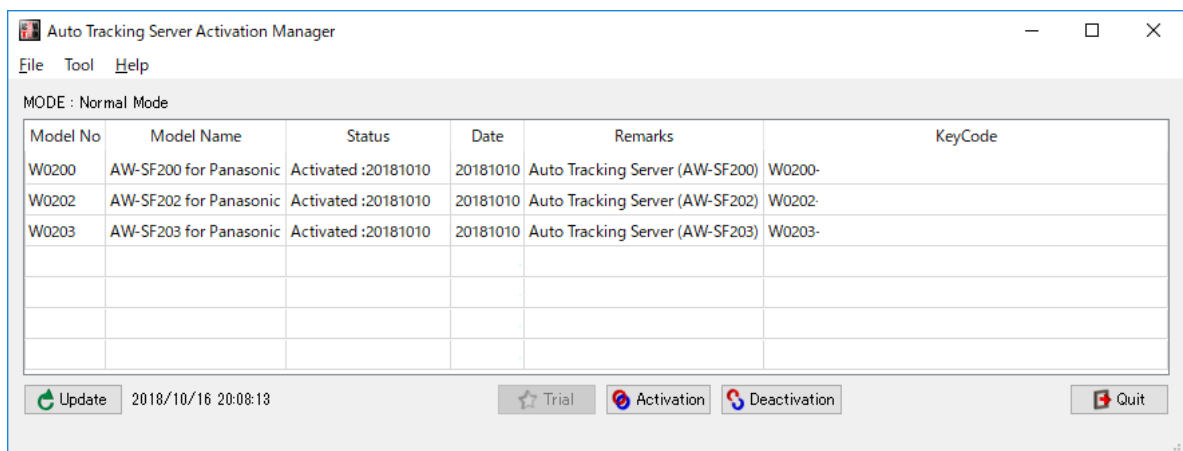 Auto Tracking Server Activation Manager
File Tool Help
MODE : Normal Mode
Model No Model Name Status Date Remarks KeyCode
W0200 AW-SF200 for Panasonic Activated :20181010 20181010 Auto Tracking Server (AW-SF200) W0200-
W0202 AW-SF202 for Panasonic Activated :20181010 20181010 Auto Tracking Server (AW-SF202) W0202-
W0203 AW-SF203 for Panasonic Activated :20181010 20181010 Auto Tracking Server (AW-SF203) W0203-
Update 2018/10/16 20:08:13 Trial Activation Deactivation Quit